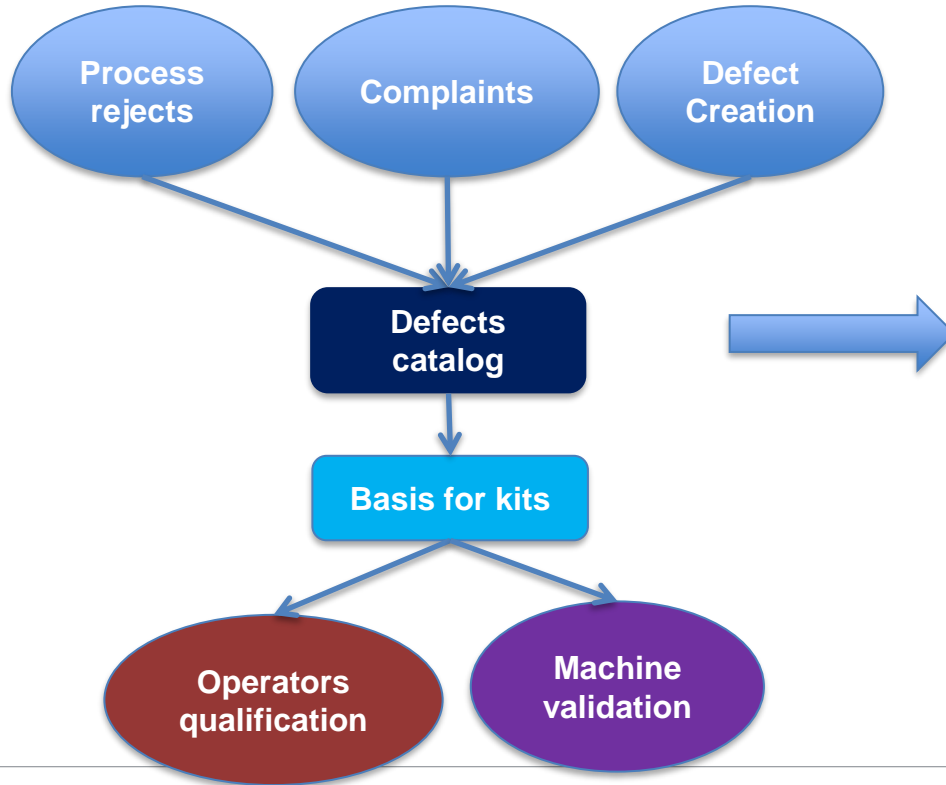 Process
rejects
Complaints
Defect
Creation
Defects
catalog
Basis for kits
Operators
qualification
Machine
validation